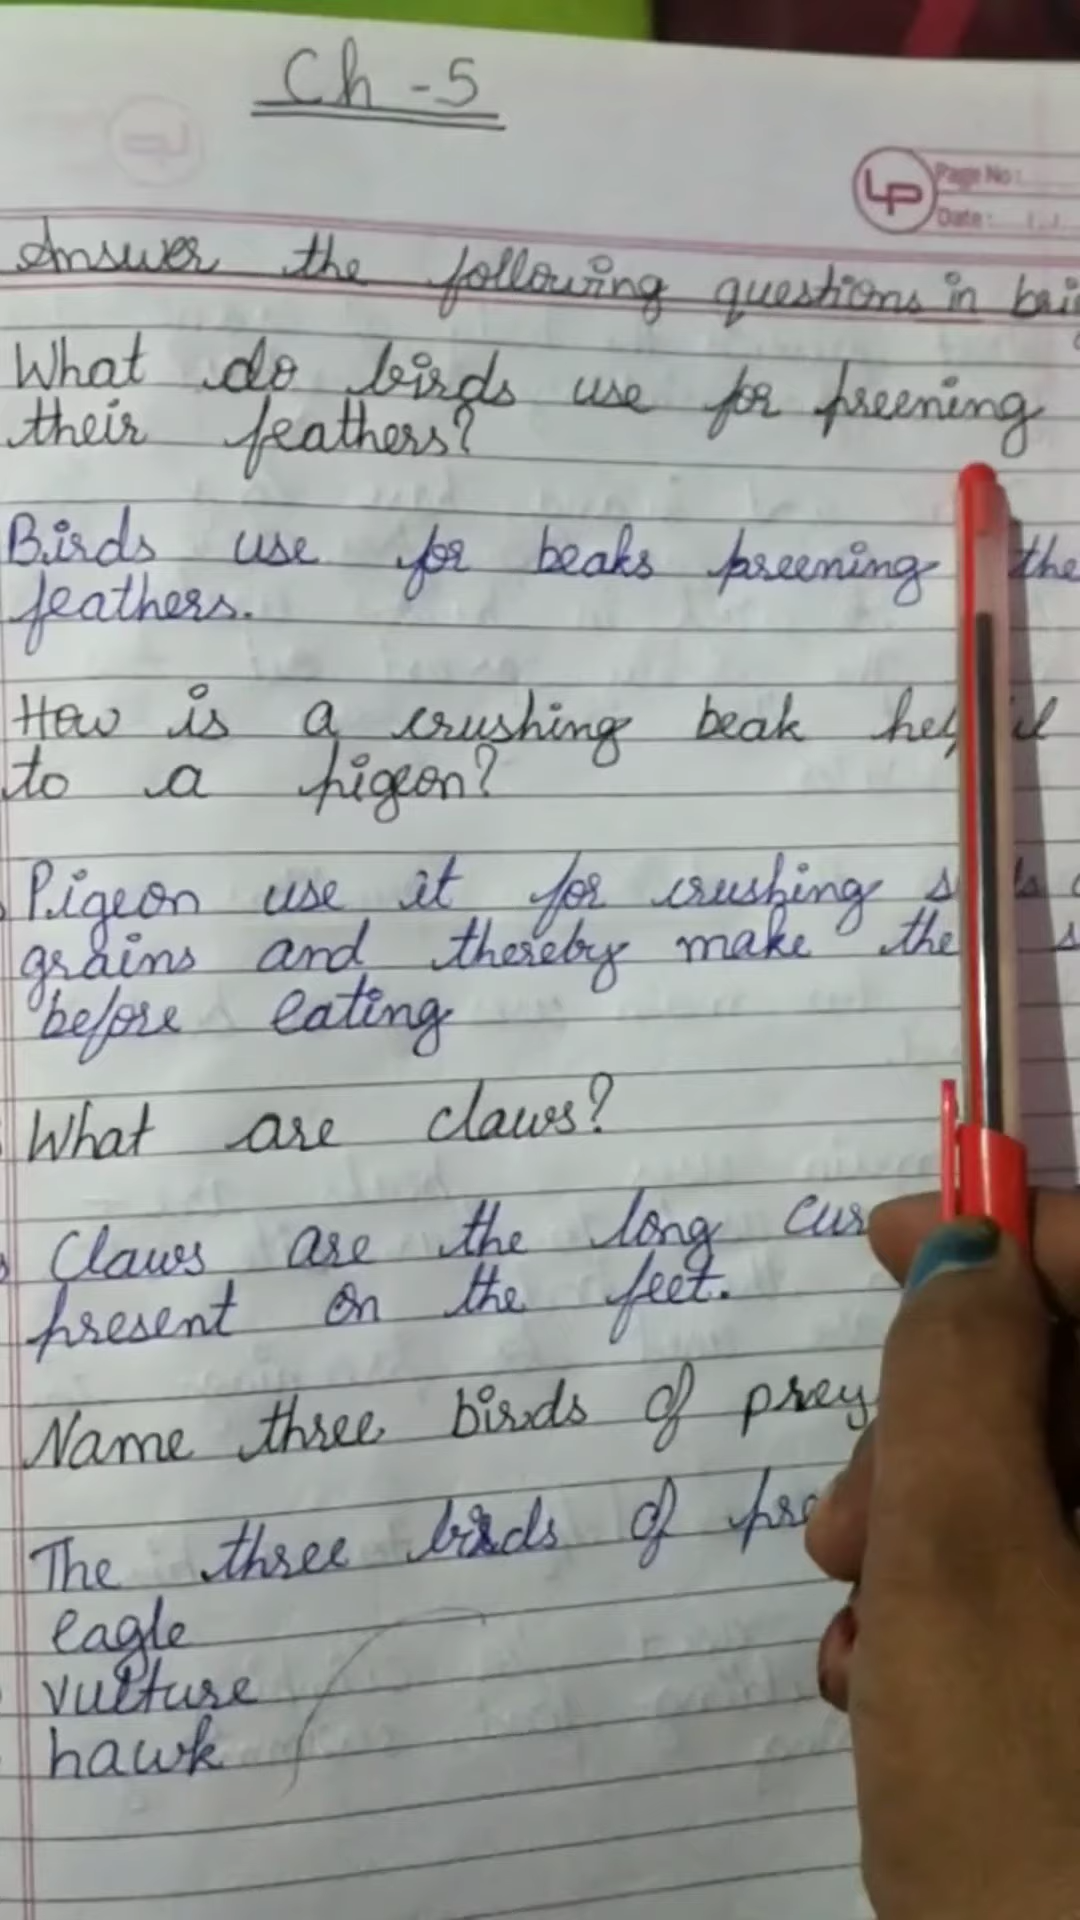 Ch - 5
LP
Page No:
Date:
Answer the following questions in
What do birds use for preening
their feathers?
Birds use for beaks preening the
feathers.
How is a crushing beak
to a pigeon?
Pigeon use it for crushing
grains and thereby make the
before eating
What are claws?
Claws are the long
present on the feet.
Name three birds of prey
The three birds of
eagle
vulture
hawk